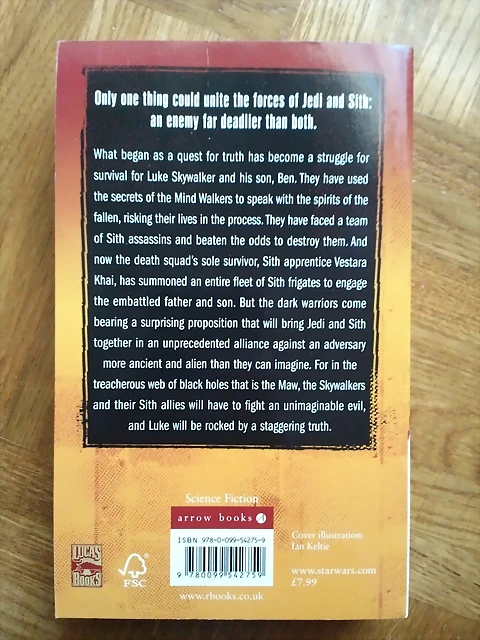 Only one thing could unite the forces of Jedi and Sith:
an enemy far deadlier than both.
What began as a quest for truth has become a struggle for
survival for Luke Skywalker and his son, Ben. They have used
the secrets of the Mind Walkers to speak with the spirits of the
fallen, risking their lives in the process. They have faced a team
of Sith assassins and beaten the odds to destroy them. And
now the death squad's sole survivor, Sith apprentice Vestara
Khai, has summoned an entire fleet of Sith frigates to engage
the embattled father and son. But the dark warriors come
bearing a surprising proposition that will bring Jedi and Sith
together in an unprecedented alliance against an adversary
more ancient and alien than they can imagine. For in the
treacherous web of black holes that is the Maw, the Skywalkers
and their Sith allies will have to fight an unimaginable evil,
and Luke will be rocked by a staggering truth.
Science Fiction
arrow books
ISBN 978-0-099-54275-9
9 780099 542759
www.rbooks.co.uk
LUCAS
BOOKS
FSC
Cover illustration:
Ian Keltie
www.starwars.com
£7.99